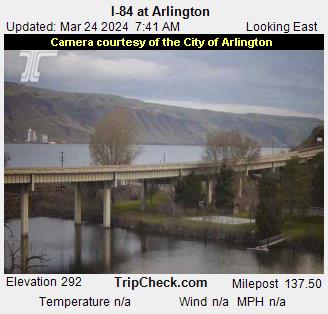 I-84 at Arlington
Updated: Mar 24 2024 7:41 AM Looking East
Camera courtesy of the City of Arlington
Elevation 292 TripCheck.com Milepost 137.50
Temperature n/a Wind n/a MPH n/a